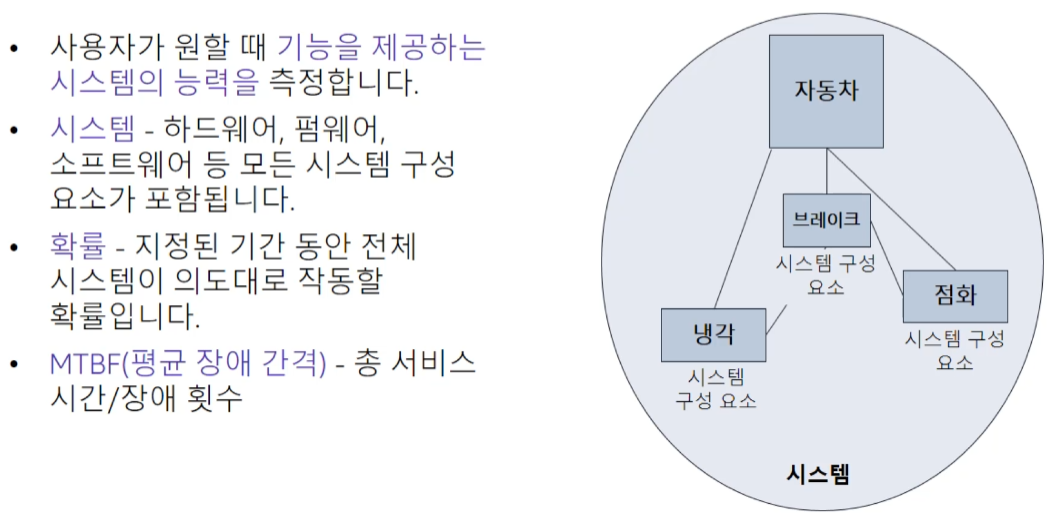 • 사용자가 원할 때 기능을 제공하는
시스템의 능력을 측정합니다.
• 시스템 - 하드웨어, 펌웨어,
소프트웨어 등 모든 시스템 구성
요소가 포함됩니다.
• 확률 - 지정된 기간 동안 전체
시스템이 의도대로 작동할
확률입니다.
• MTBF(평균 장애 간격) - 총 서비스
시간/장애 횟수
자동차
브레이크
시스템 구성
요소
점화
시스템 구성
요소
냉각
시스템
구성 요소
시스템